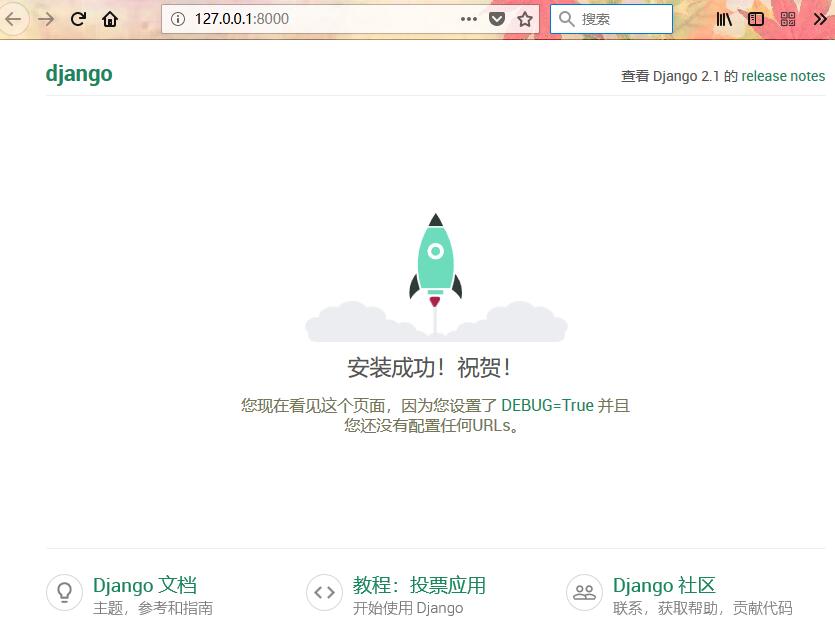 127.0.0.1:8000
搜索
django
查看 Django 2.1 的 release notes
安装成功！祝贺！
您现在看见这个页面，因为您设置了 DEBUG=True 并且
您还没有配置任何URLs。
Django 文档
主题，参考和指南
教程：投票应用
开始使用 Django
Django 社区
联系，获取帮助，贡献代码